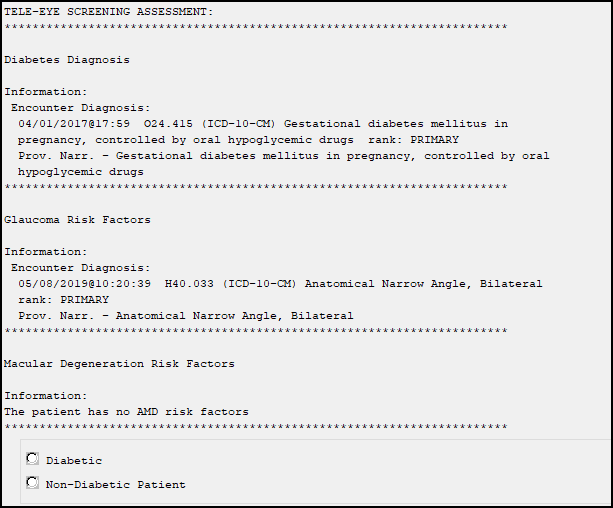 TELE-EYE SCREENING ASSESSMENT:
************************************************************************
Diabetes Diagnosis
Information:
Encounter Diagnosis:
04/01/2017@17:59  O24.415 (ICD-10-CM) Gestational diabetes mellitus in
pregnancy, controlled by oral hypoglycemic drugs  rank: PRIMARY
Prov. Narr. - Gestational diabetes mellitus in pregnancy, controlled by oral
hypoglycemic drugs
************************************************************************
Glaucoma Risk Factors
Information:
Encounter Diagnosis:
05/08/2019@10:20:39  H40.033 (ICD-10-CM) Anatomical Narrow Angle, Bilateral
rank: PRIMARY
Prov. Narr. - Anatomical Narrow Angle, Bilateral
************************************************************************
Macular Degeneration Risk Factors
Information:
The patient has no AMD risk factors
************************************************************************
Diabetic
Non-Diabetic Patient